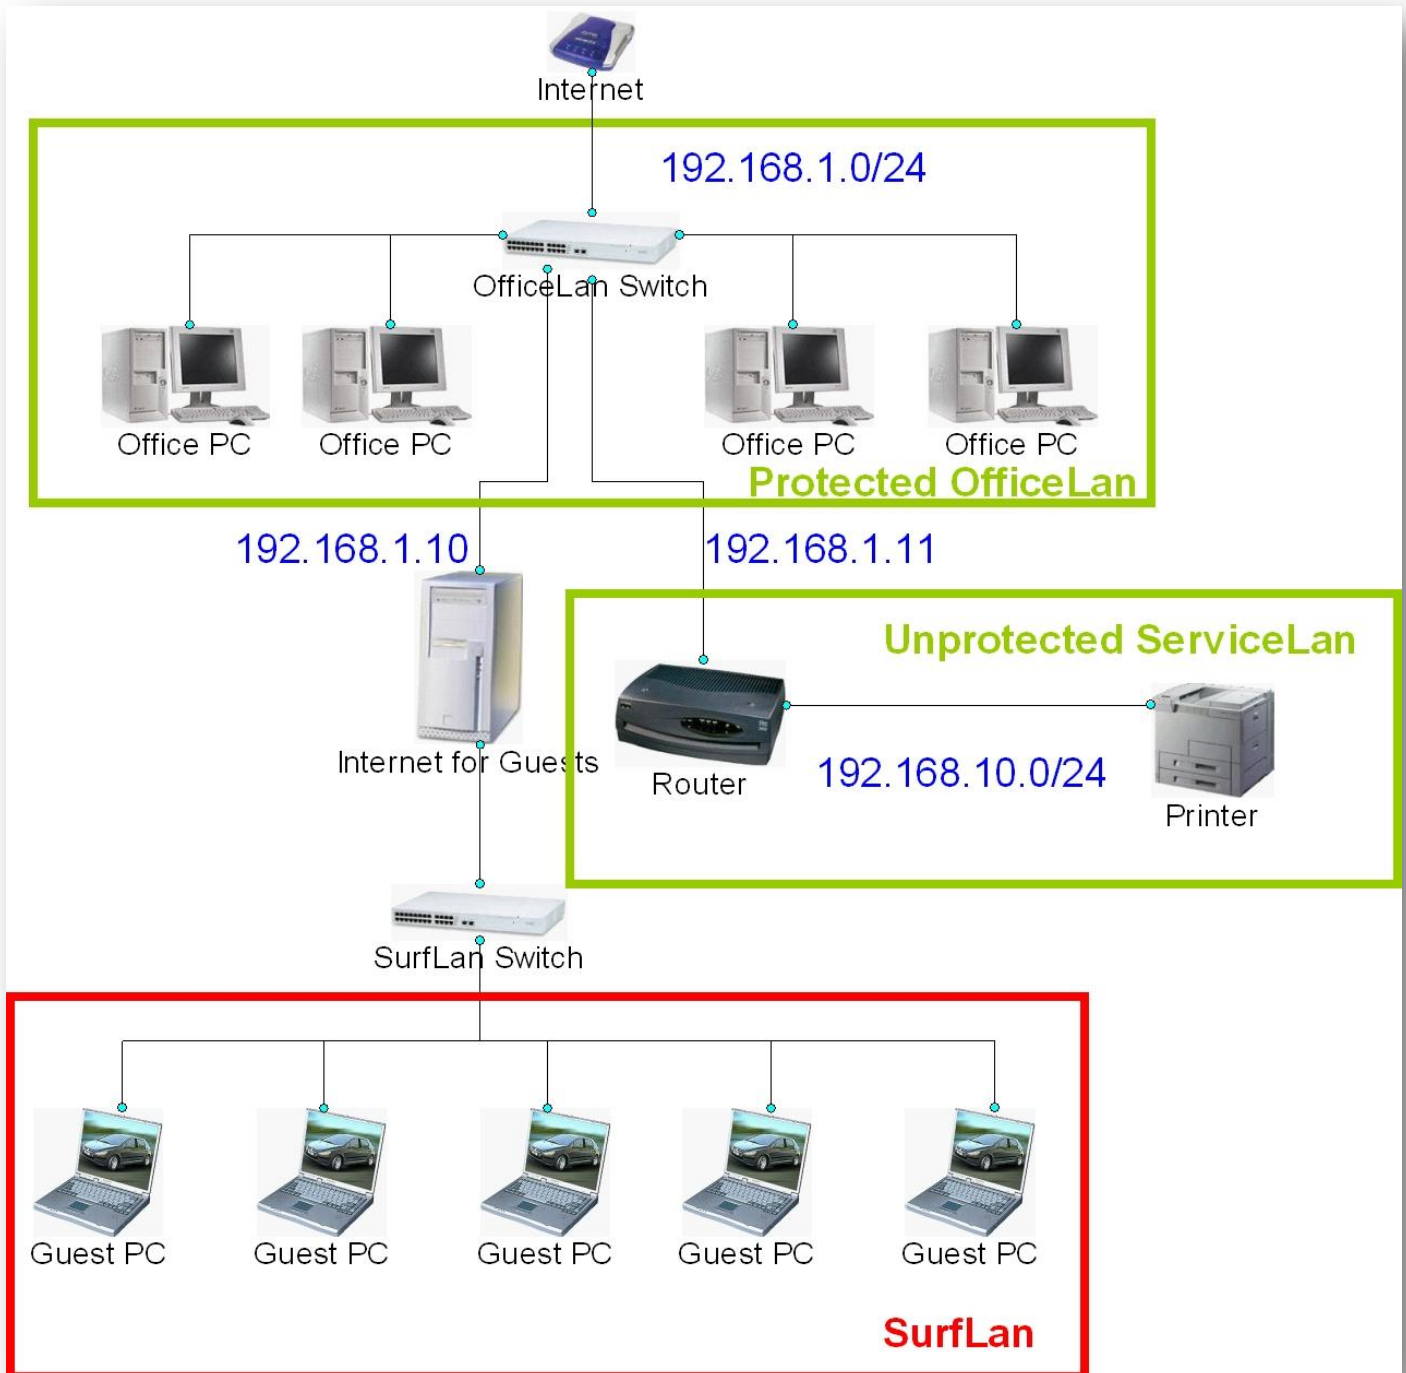 Internet
192.168.1.0/24
OfficeLan Switch
Office PC
Office PC
Office PC
Office PC
Protected OfficeLan
192.168.1.10
192.168.1.11
Unprotected ServiceLan
Internet for Guests
Router
192.168.10.0/24
Printer
SurfLan Switch
Guest PC
Guest PC
Guest PC
Guest PC
Guest PC
SurfLan